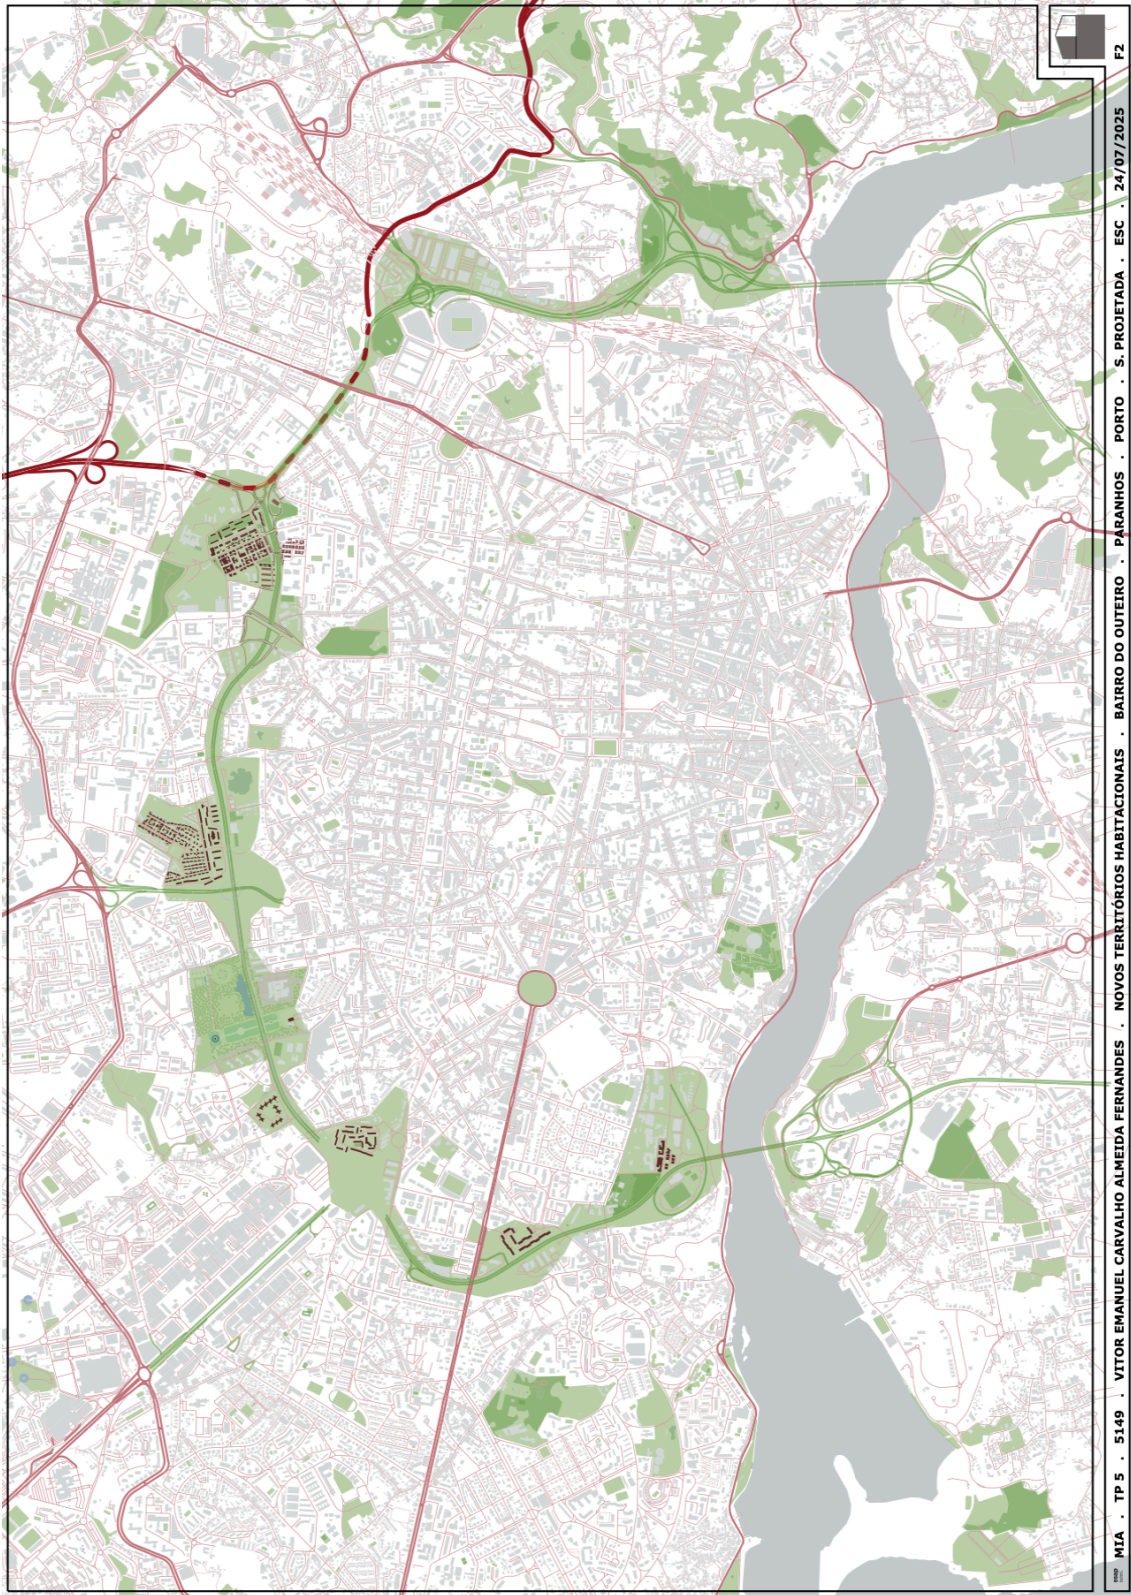 MIA . TP 5 . 5149 . VITOR EMANUEL CARVALHO ALMEIDA FERNANDES . NOVOS TERRITÓRIOS HABITACIONAIS . BAIRRO DO OUTEIRO . PARANHOS . PORTO . S. PROJETADA . ESC . 24/07/2025 F2